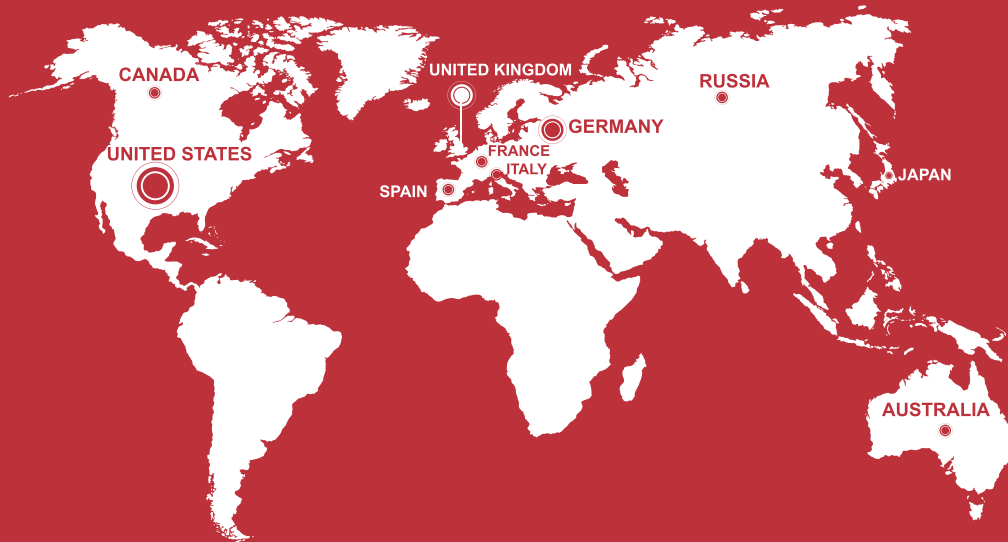 CANADA
UNITED KINGDOM
RUSSIA
GERMANY
UNITED STATES
FRANCE
ITALY
SPAIN
JAPAN
AUSTRALIA